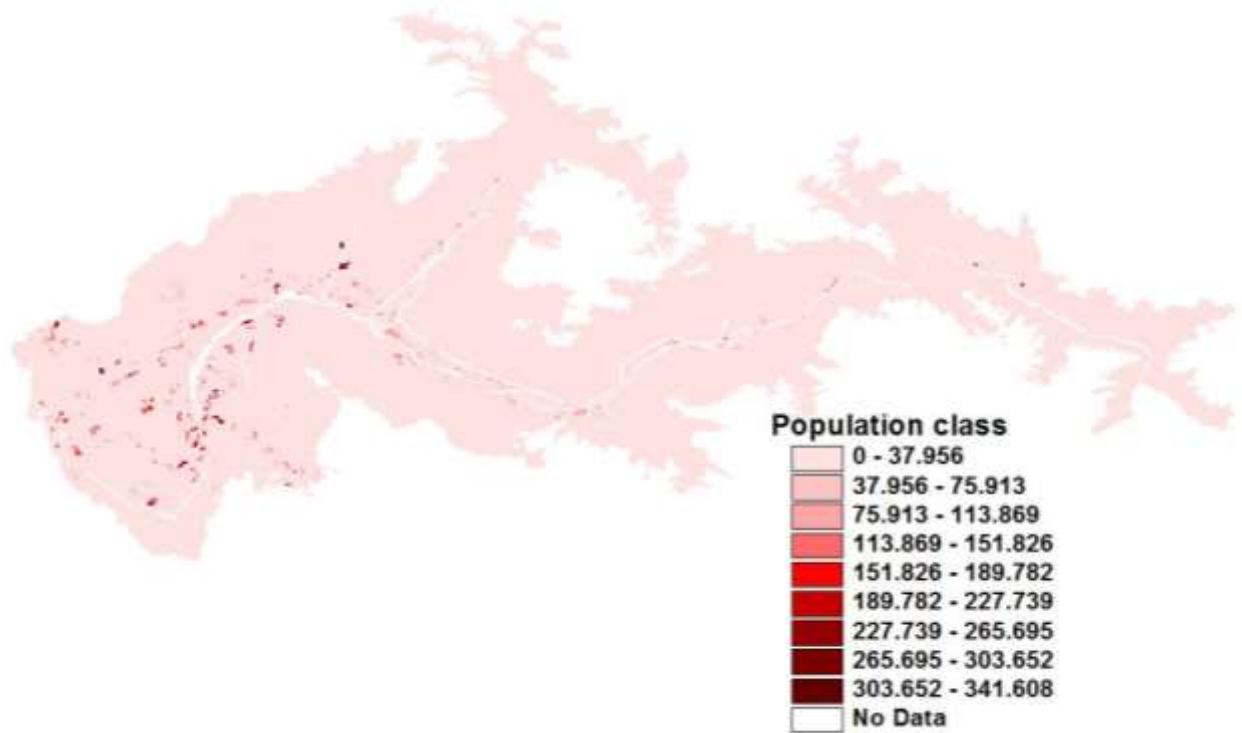 Population class
0 - 37.956
37.956 - 75.913
75.913 - 113.869
113.869 - 151.826
151.826 - 189.782
189.782 - 227.739
227.739 - 265.695
265.695 - 303.652
303.652 - 341.608
No Data